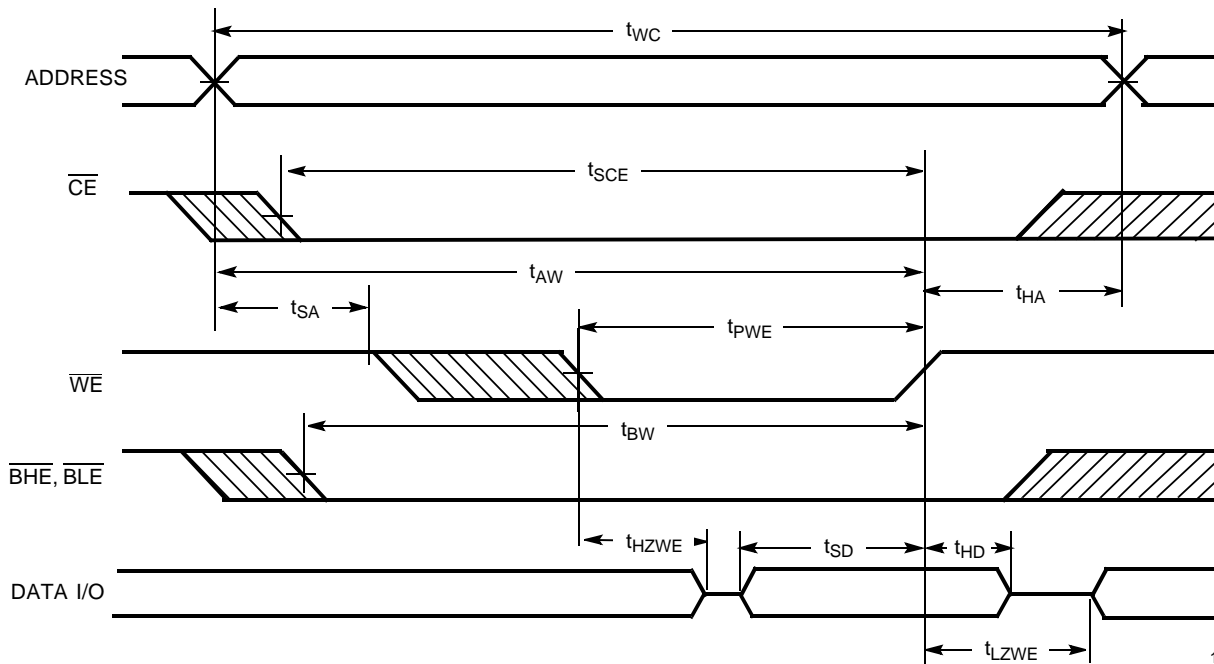 tWC
ADDRESS
CE
tSCE
tAW
tSA
tHA
tPWE
WE
tBW
BHE, BLE
tHZWE
tSD
tHD
DATA I/O
tLZWE